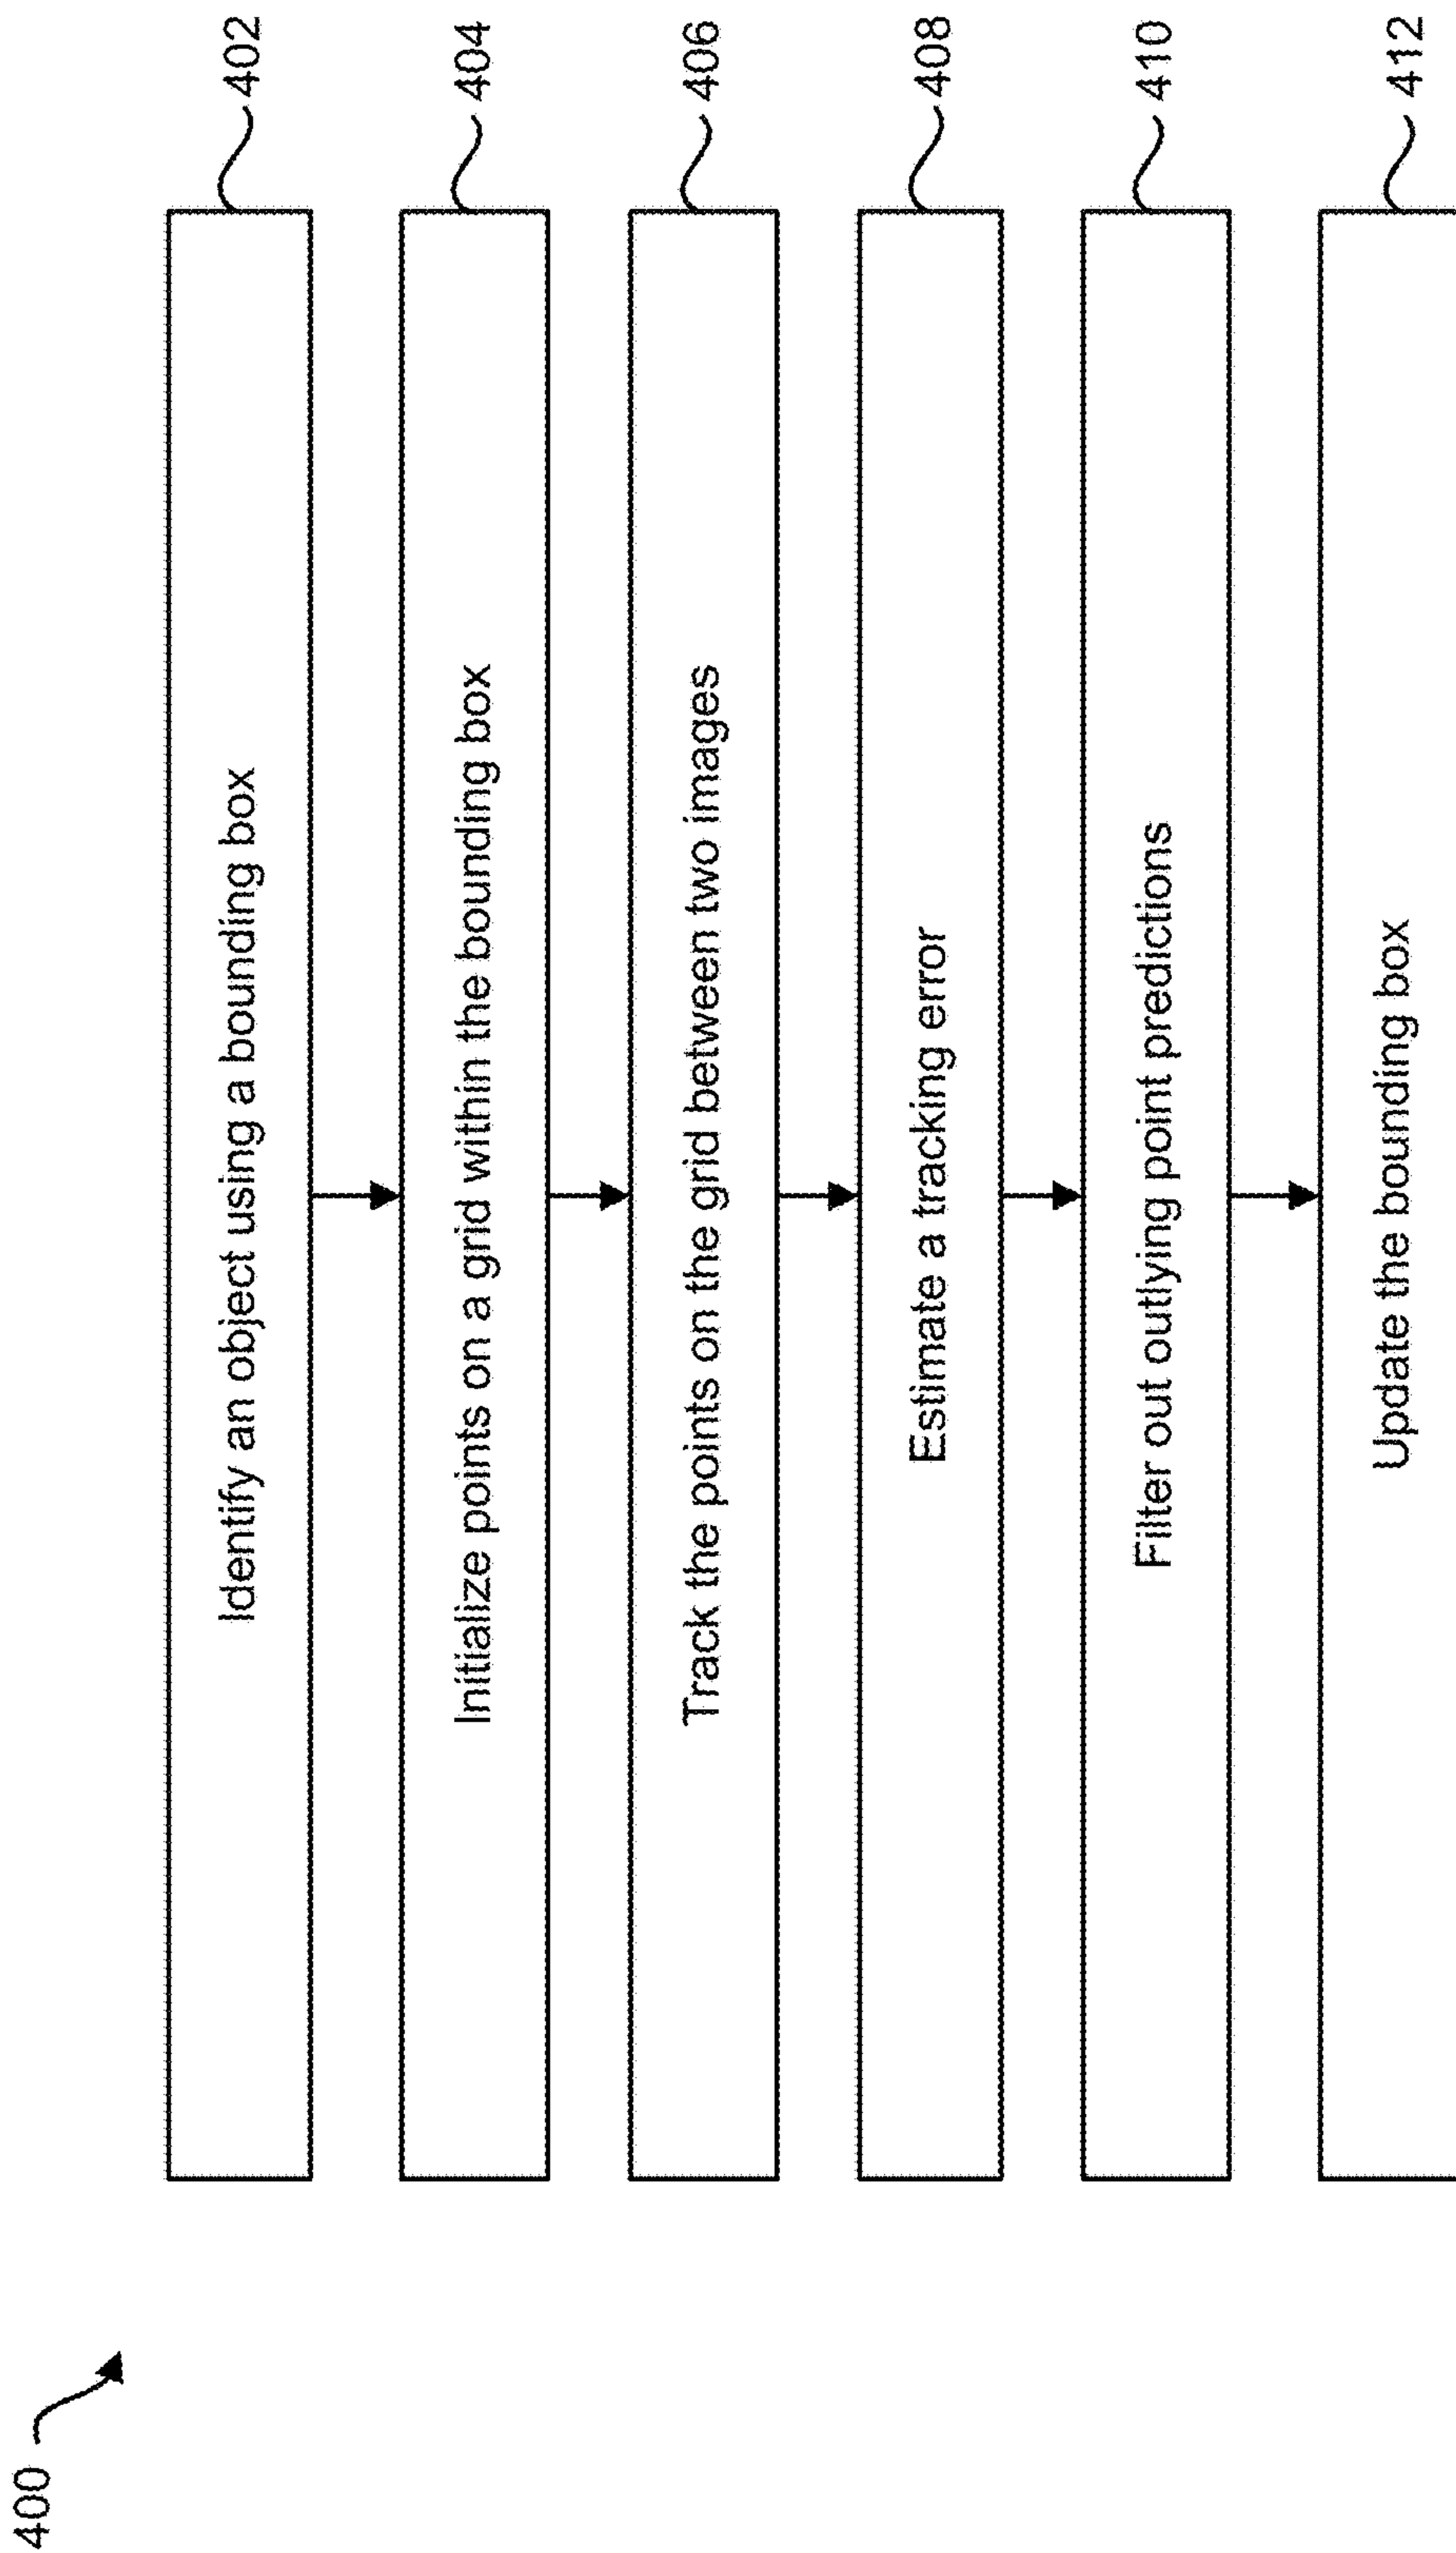 400
Identify an object using a bounding box
402
Initialize points on a grid within the bounding box
404
Track the points on the grid between two images
406
Estimate a tracking error
408
Filter out outlying point predictions
410
Update the bounding box
412